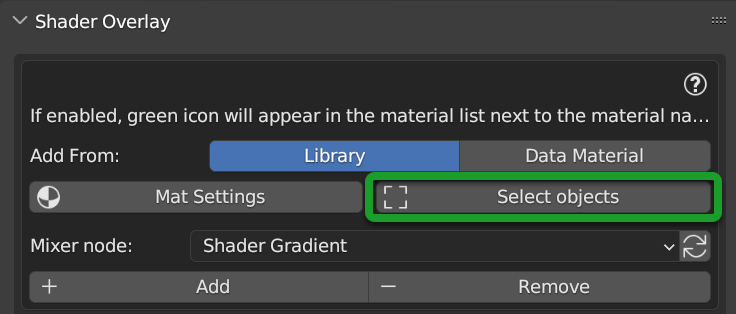 Shader Overlay
?
If enabled, green icon will appear in the material list next to the material na...
Add From: Library Data Material
Mat Settings Select objects
Mixer node: Shader Gradient
+ Add − Remove